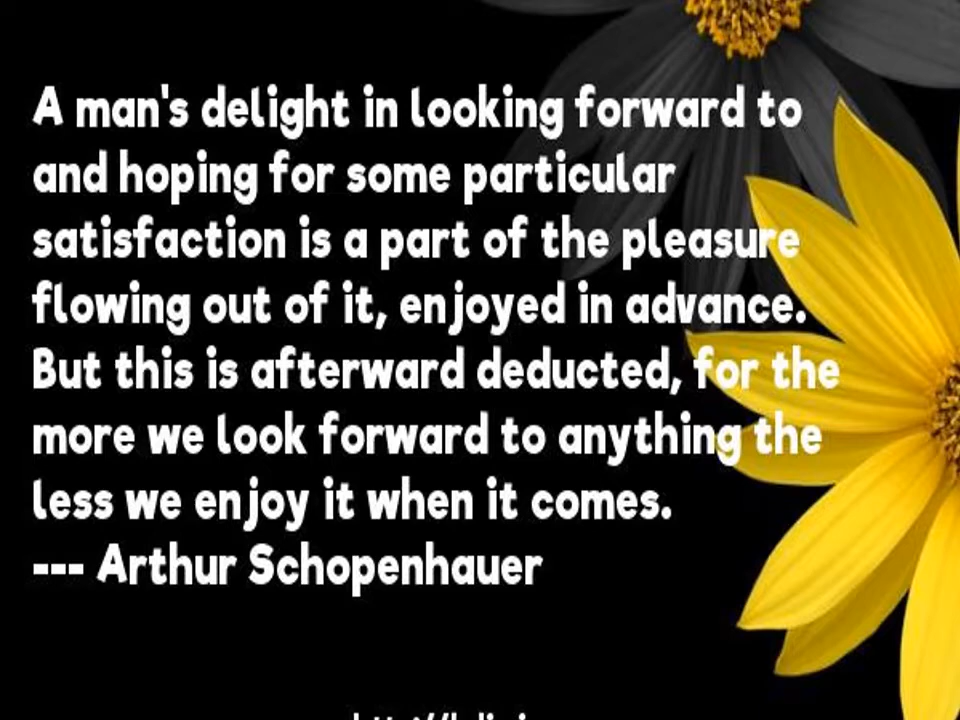 A man's delight in looking forward to
and hoping for some particular
satisfaction is a part of the pleasure
flowing out of it, enjoyed in advance.
But this is afterward deducted, for the
more we look forward to anything the
less we enjoy it when it comes.
--- Arthur Schopenhauer